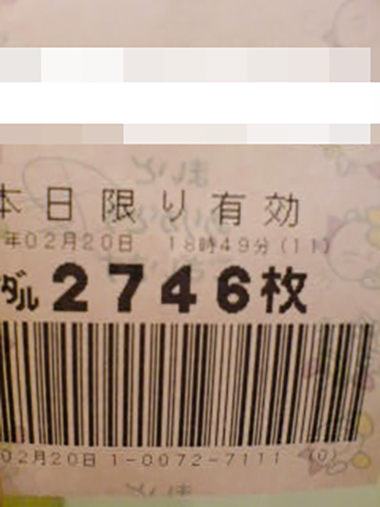 本日限り有効
年02月20日 18時49分(11)
ダル 2746枚
02月20日 1-0072-7111 (0)